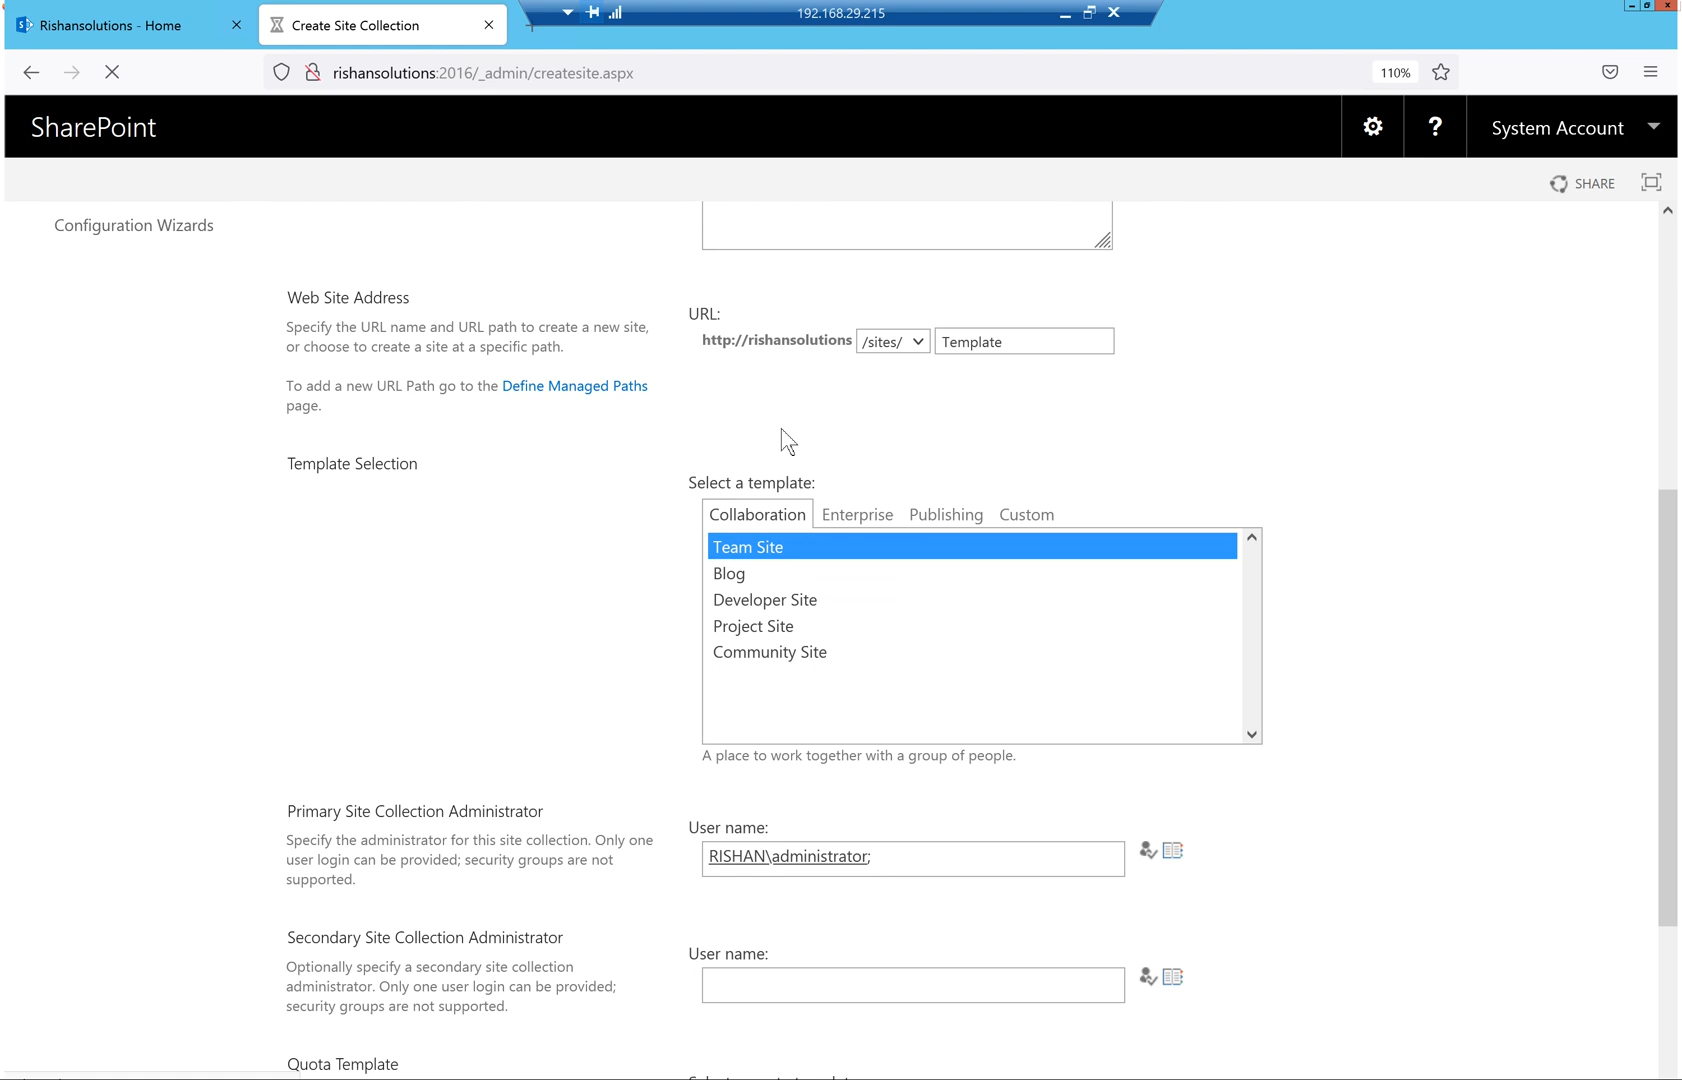 Rishansolutions - Home
Create Site Collection
192.168.29.215
rishansolutions:2016/_admin/createsite.aspx
110%
SharePoint
?
System Account
SHARE
Configuration Wizards
Web Site Address
Specify the URL name and URL path to create a new site,
or choose to create a site at a specific path.
To add a new URL Path go to the Define Managed Paths
page.
URL:
http://rishansolutions /sites/ Template
Template Selection
Select a template:
Collaboration Enterprise Publishing Custom
Team Site
Blog
Developer Site
Project Site
Community Site
A place to work together with a group of people.
Primary Site Collection Administrator
Specify the administrator for this site collection. Only one
user login can be provided; security groups are not
supported.
User name:
RISHAN\administrator;
Secondary Site Collection Administrator
Optionally specify a secondary site collection
administrator. Only one user login can be provided;
security groups are not supported.
User name:
Quota Template